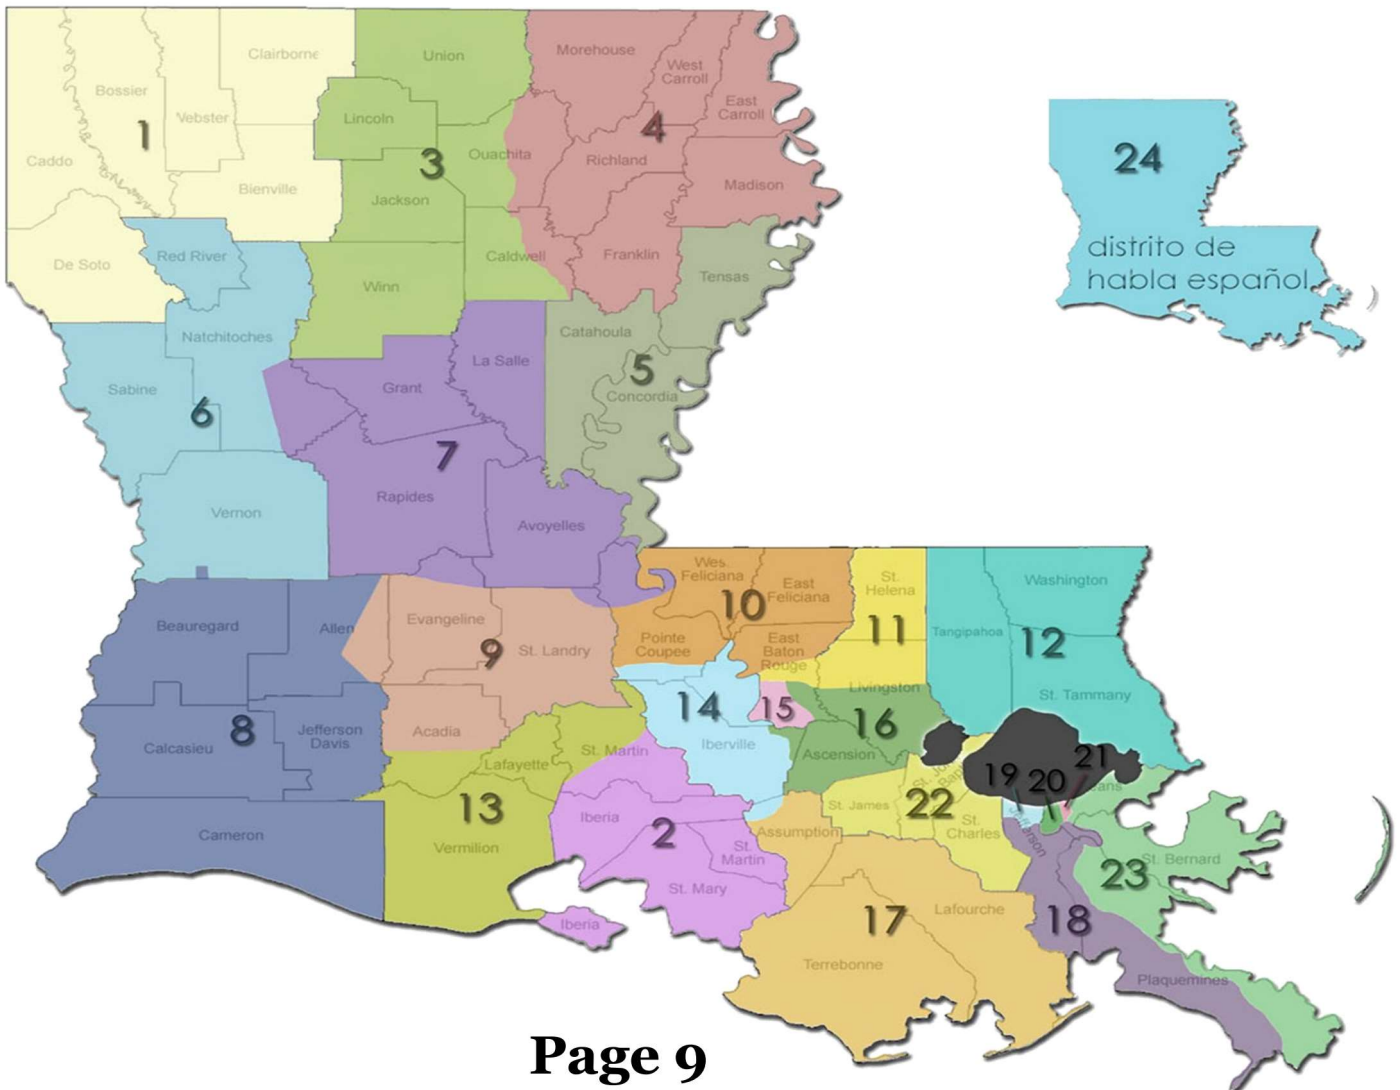 Clairborne
Union
Morehouse
West
Carroll
Bossier
Vebster
Lincoln
East
Carroll
1
3
4
24
Caddo
Ouachita
Richland
Bienville
Jackson
Madison
De Soto
Red River
Winn
Caldwell
Franklin
Tensas
distrito de
habla español
Natchitoches
Catahoula
Sabine
Grant
La Salle
5
Concordia
6
7
Vernon
Rapides
Avoyelles
Wes.
Feliciana
East
Feliciana
St.
Helena
Washington
10
11
12
Beauregard
Allen
Evangeline
9
St. Landry
Pointe
Coupee
East
Baton
Rouge
Tangipahoa
Livingston
St. Tammany
8
Calcasieu
Jefferson
Davis
Acadia
14
15
16
Lafayette
St. Martin
Iberville
Ascension
19
20
21
eans
Cameron
13
Vermilion
Iberia
2
St.
Martin
Assumption
St. James
22
St.
Charles
ferson
23
St. Bernard
St. Mary
Iberia
17
Lafourche
18
Terrebonne
Plaquemines
Page 9